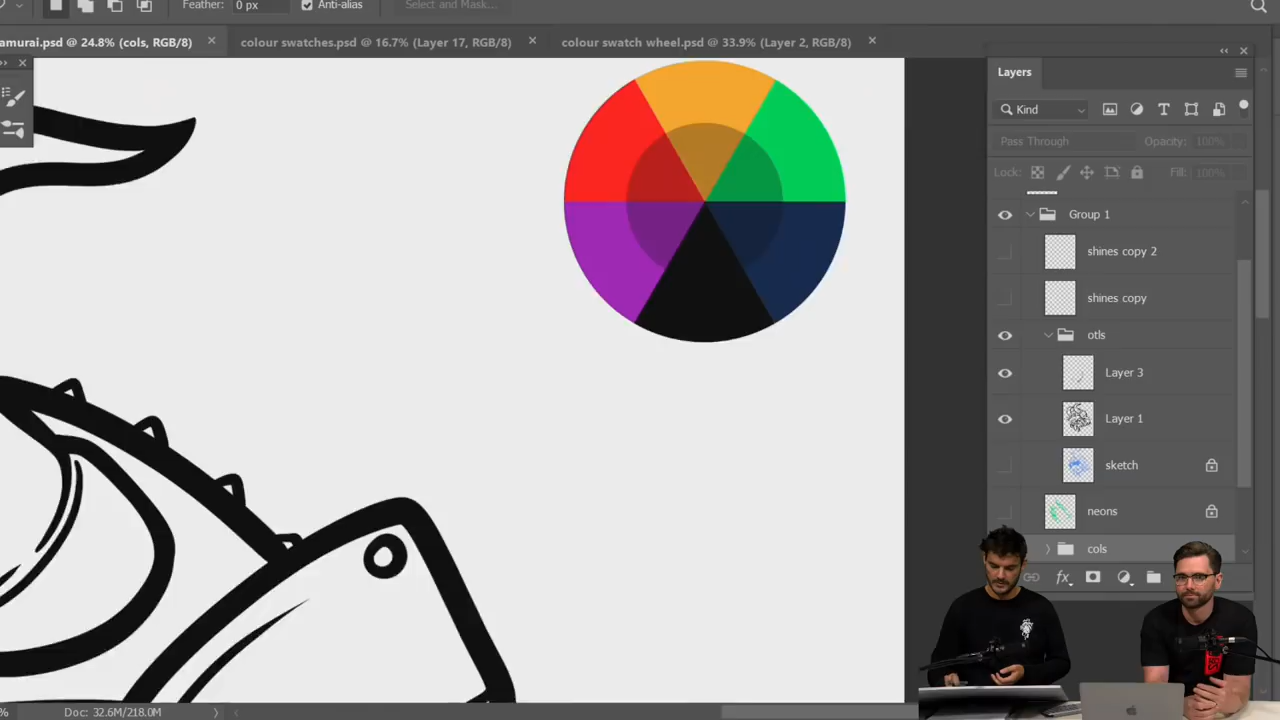 Feather: 0 px Anti-alias Select and Mask...
amurai.psd @ 24.8% (cols, RGB/8) × colour swatches.psd @ 16.7% (Layer 17, RGB/8) × colour swatch wheel.psd @ 33.9% (Layer 2, RGB/8) ×
Layers
Kind
Pass Through Opacity: 100%
Lock: Fill: 100%
Group 1
shines copy 2
shines copy
otls
Layer 3
Layer 1
sketch
neons
cols
fx
% Doc: 32.6M/218.0M